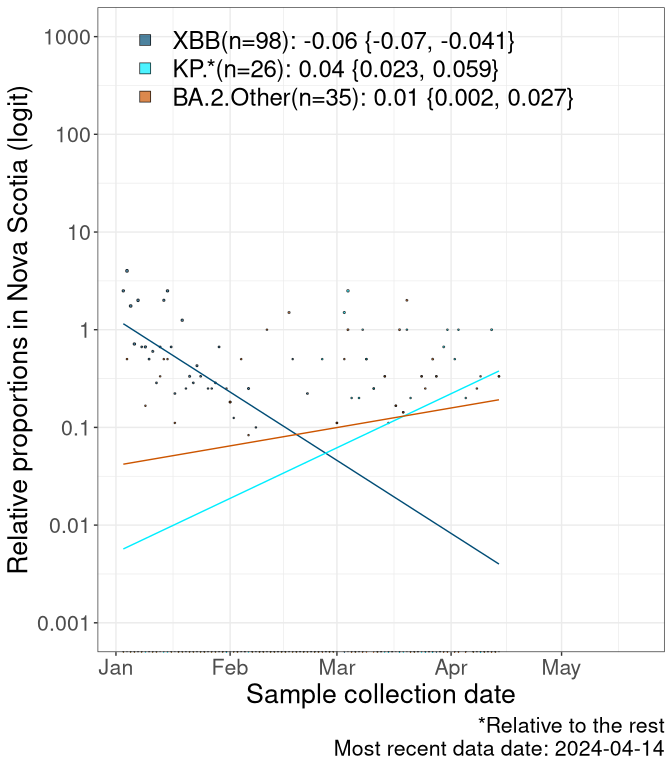 XBB(n=98): -0.06 {-0.07, -0.041}
KP.*(n=26): 0.04 {0.023, 0.059}
BA.2.Other(n=35): 0.01 {0.002, 0.027}
Relative proportions in Nova Scotia (logit)
1000
100
10
1
0.1
0.01
0.001
Jan Feb Mar Apr May
Sample collection date
*Relative to the rest
Most recent data date: 2024-04-14